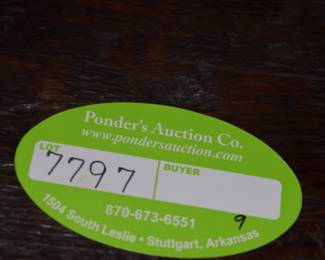 Ponder's Auction Co.
www.pondersauction.com
LOT
7797
BUYER
870-673-6551
9
1504 South Leslie • Stuttgart, Arkansas